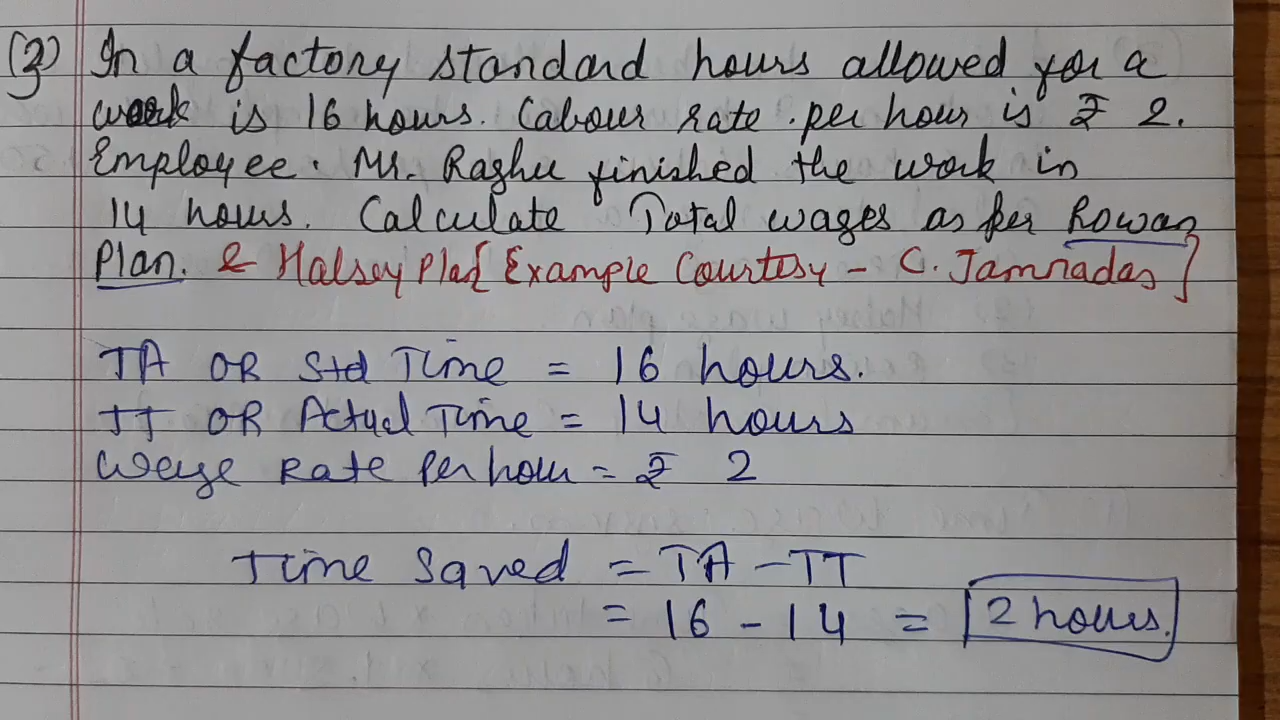 (3) In a factory standard hours allowed for a
work is 16 hours. Labour rate per hour is ₹ 2.
Employee. Mr. Raghu finished the work in
14 hours. Calculate Total wages as per Rowan
Plan. & Halsey Plan { Example Courtesy - C. Jamnadas }
TA OR Std Time = 16 hours.
TT OR Actual Time = 14 hours
Wage Rate per hour = ₹ 2
Time Saved = TA - TT
= 16 - 14 = 2 hours.